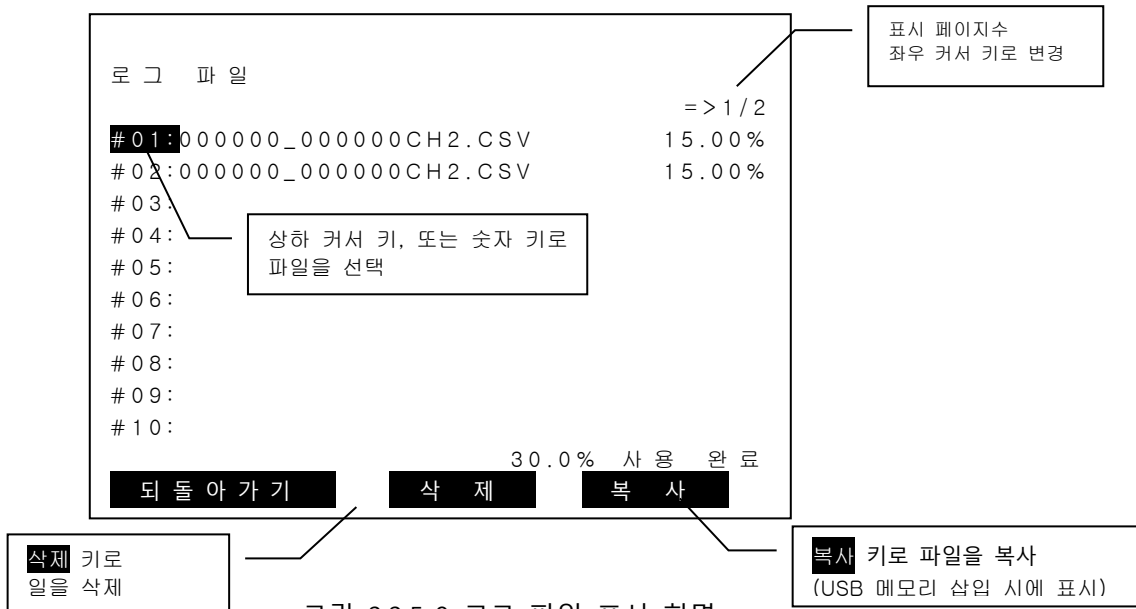 표시 페이지수
좌우 커서 키로 변경
로그 파일
=>1/2
#01:000000_000000CH2.CSV 15.00%
#02:000000_000000CH2.CSV 15.00%
#03:
#04:
상하 커서 키, 또는 숫자 키로
파일을 선택
#05:
#06:
#07:
#08:
#09:
#10:
30.0% 사용 완료
되돌아가기 삭제 복사
삭제 키로
일을 삭제
복사 키로 파일을 복사
(USB 메모리 삽입 시에 표시)